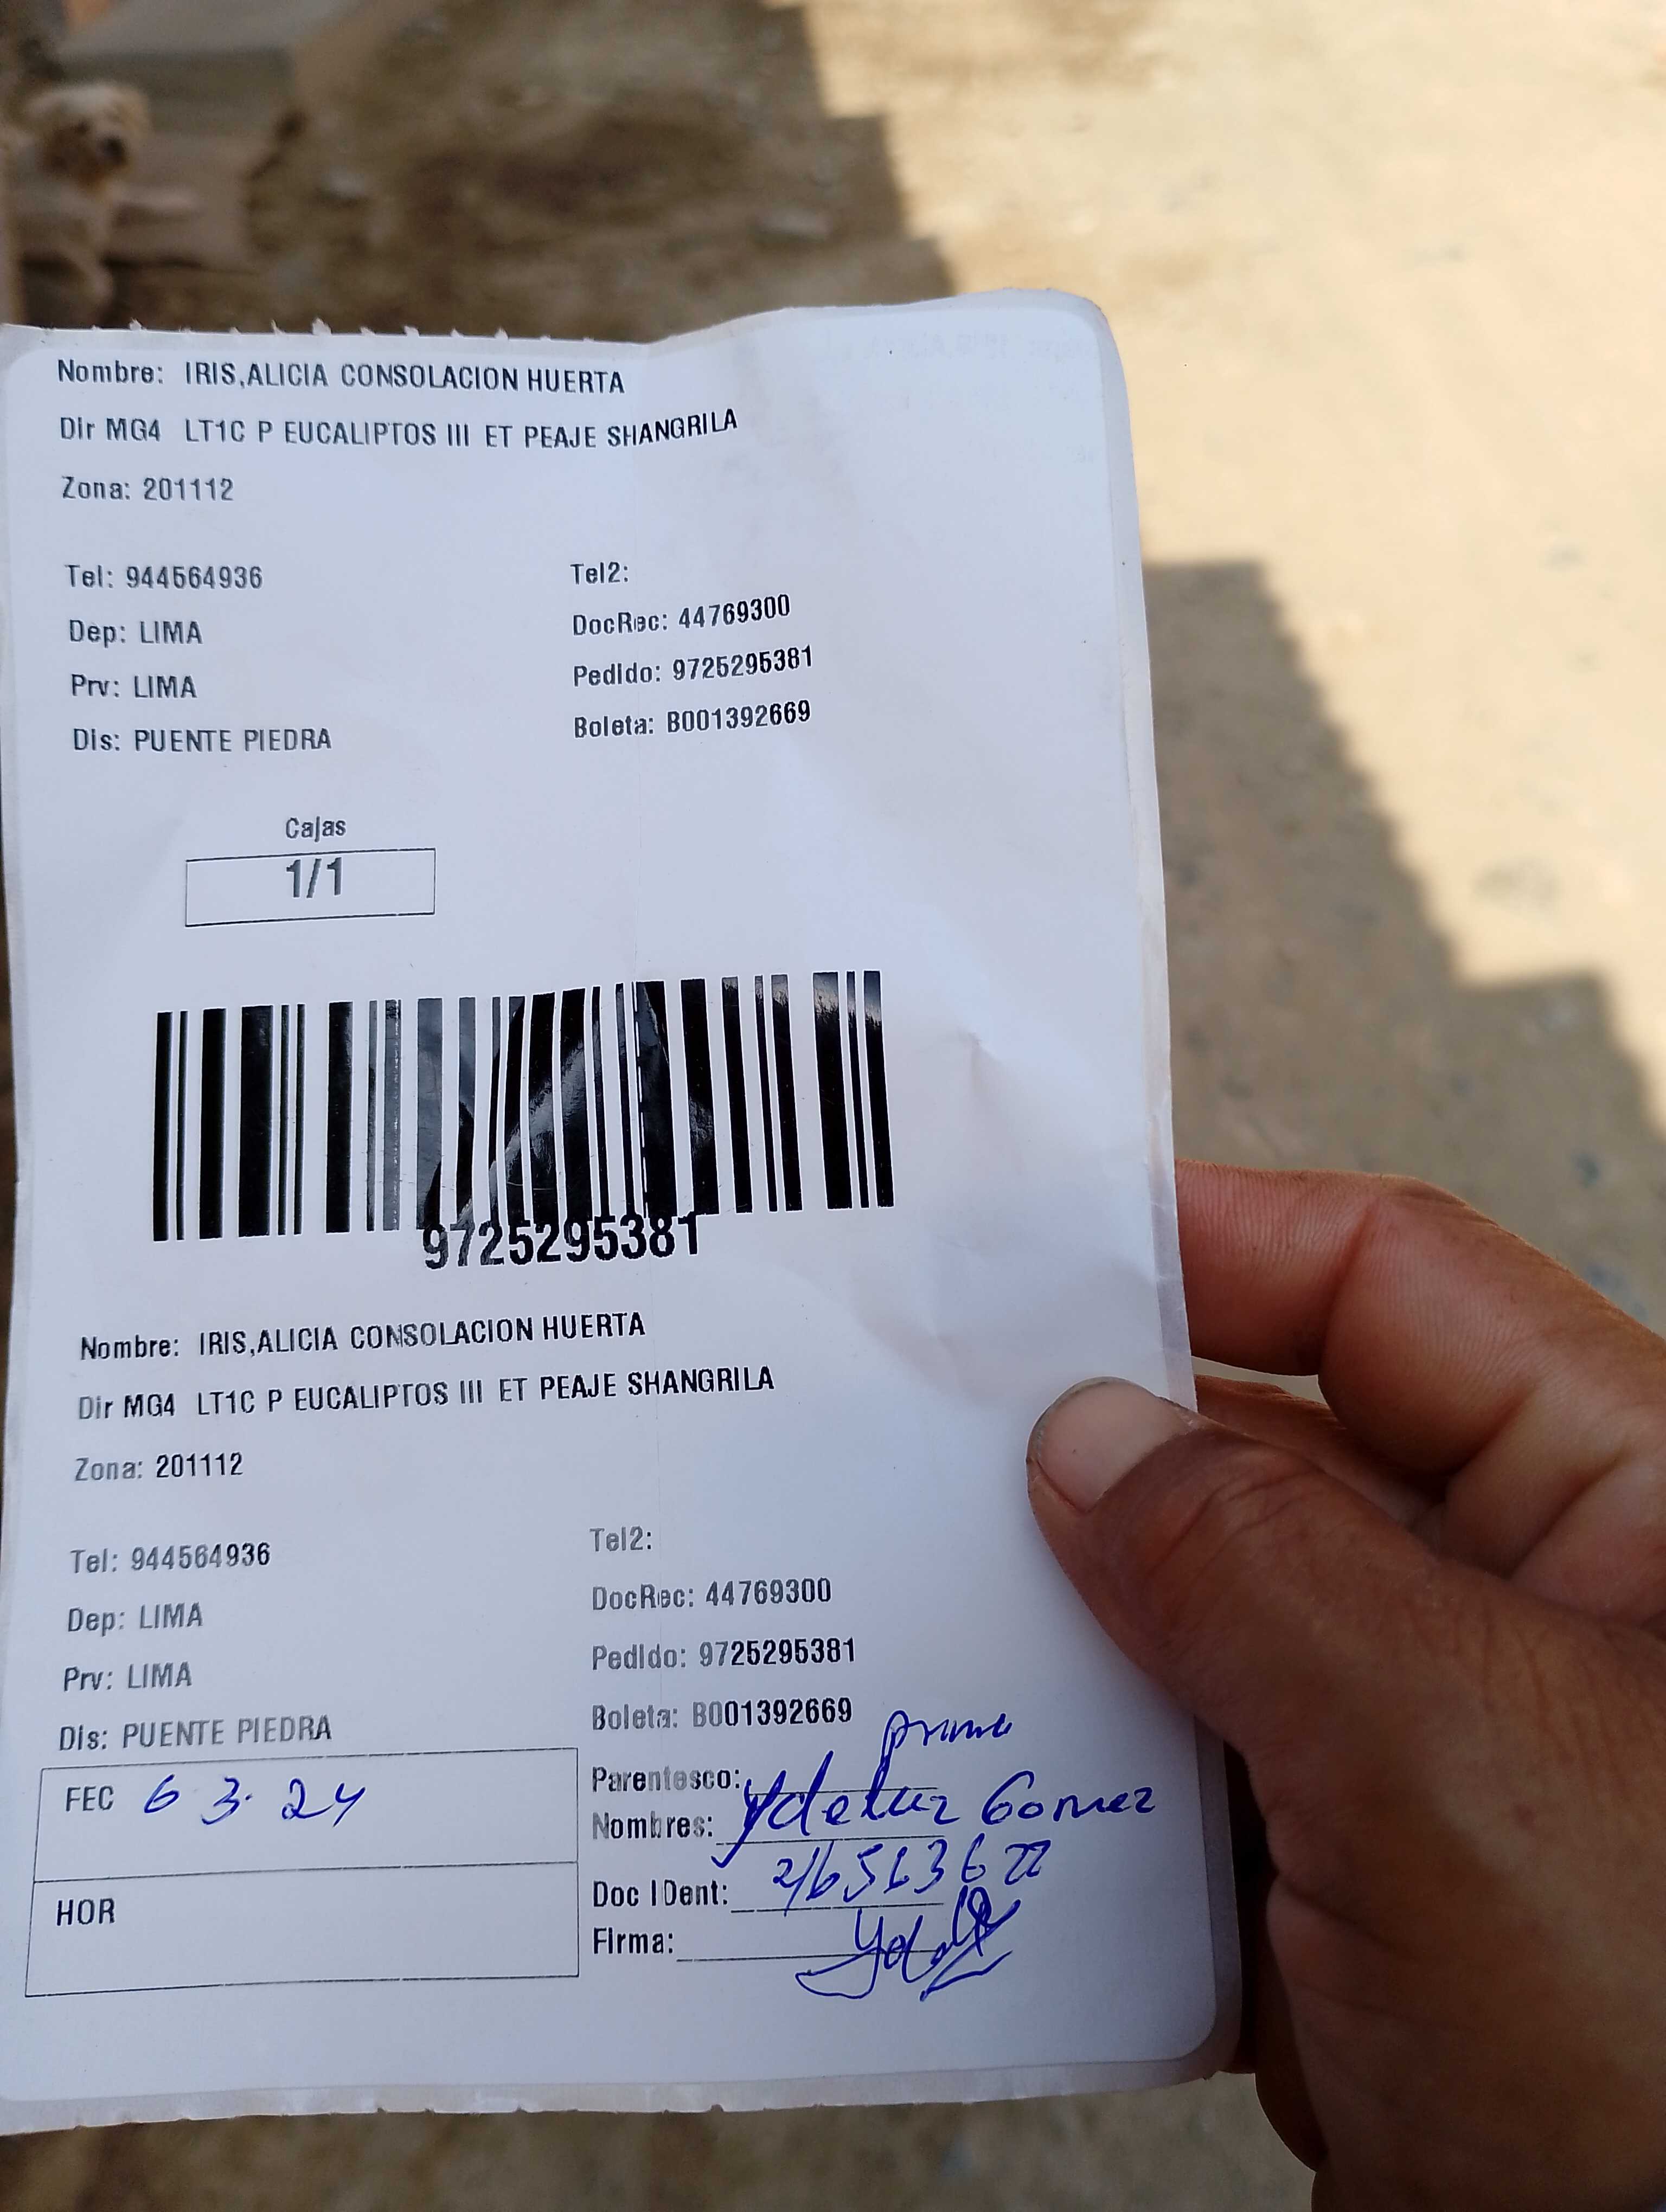 Nombre: IRIS,ALICIA CONSOLACION HUERTA
Dir MG4 LT1C P EUCALIPTOS III ET PEAJE SHANGRILA
Zona: 201112
Tel: 944564936
Tel2:
Dep: LIMA
DocRec: 44769300
Prv: LIMA
Pedido: 9725295381
Dis: PUENTE PIEDRA
Boleta: B001392669
Cajas
1/1
9725295381
Nombre: IRIS,ALICIA CONSOLACION HUERTA
Dir MG4 LT1C P EUCALIPTOS III ET PEAJE SHANGRILA
Zona: 201112
Tel: 944564936
Tel2:
Dep: LIMA
DocRec: 44769300
Prv: LIMA
Pedido: 9725295381
Dis: PUENTE PIEDRA
Boleta: B001392669
FEC 6 3. 24
HOR
Parentesco:
Nombres: Gomez
Doc IDent:
Firma: